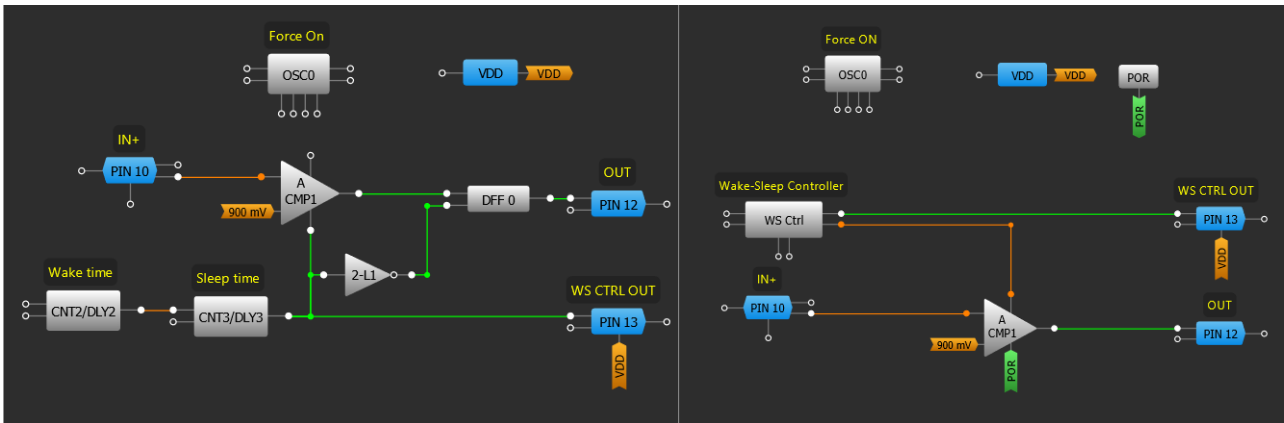 Force On
OSC0
VDD
VDD
IN+
PIN 10
A
CMP1
900 mV
DFF 0
OUT
PIN 12
2-L1
Wake time
CNT2/DLY2
Sleep time
CNT3/DLY3
WS CTRL OUT
PIN 13
VDD
Force ON
OSC0
VDD
VDD
POR
POR
Wake-Sleep Controller
WS Ctrl
WS CTRL OUT
PIN 13
VDD
IN+
PIN 10
A
CMP1
900 mV
POR
OUT
PIN 12